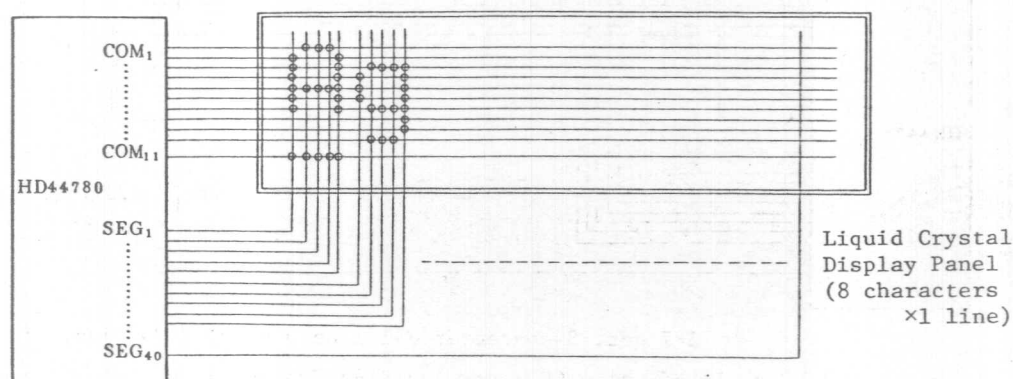 COM₁
COM₁₁
HD44780
SEG₁
SEG₄₀
Liquid Crystal
Display Panel
(8 characters
×1 line)